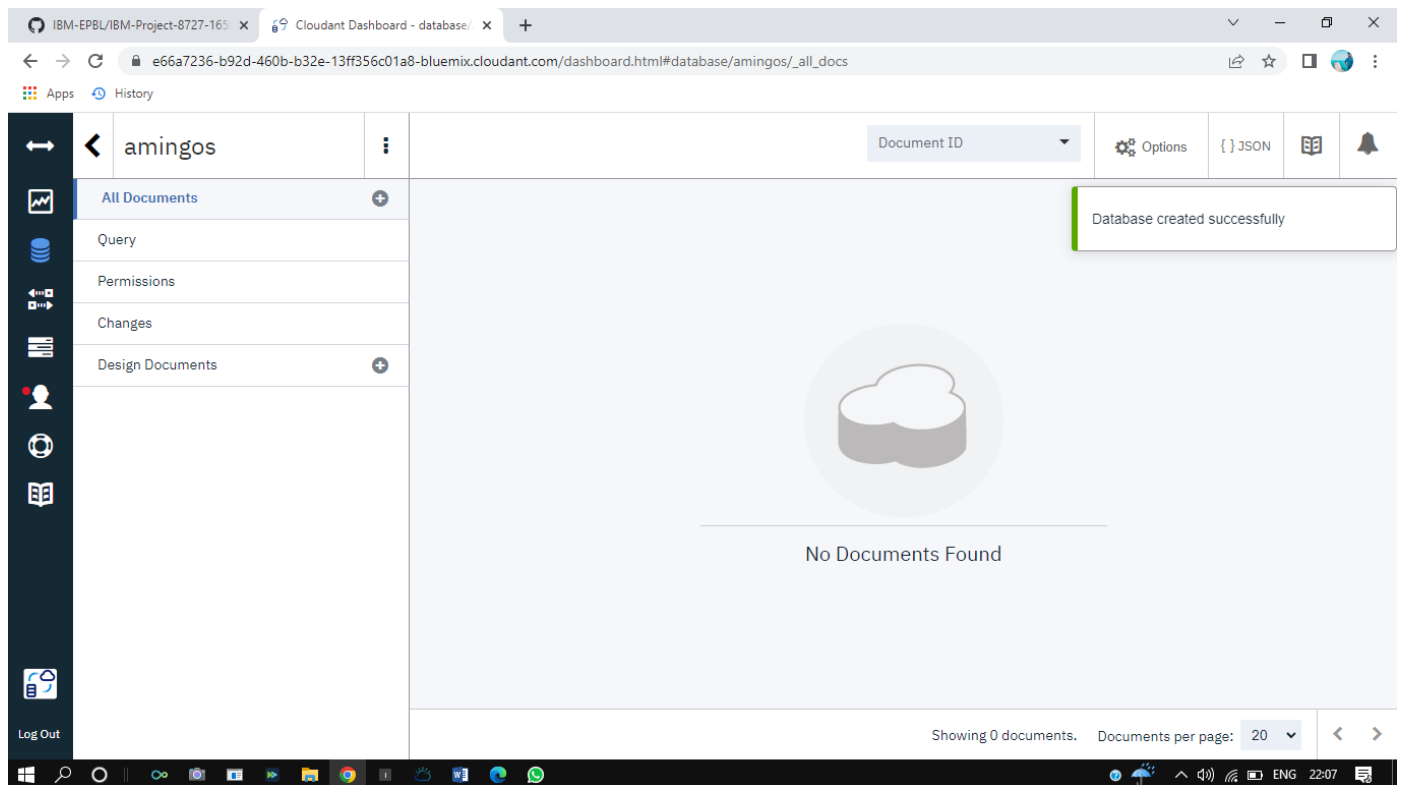 IBM-EPBL/IBM-Project-8727-165
Cloudant Dashboard - database/
e66a7236-b92d-460b-b32e-13ff356c01a8-bluemix.cloudant.com/dashboard.html#database/amingos/_all_docs
Apps
History
amingos
Document ID
Options
{ } JSON
All Documents
Database created successfully
Query
Permissions
Changes
Design Documents
No Documents Found
Log Out
Showing 0 documents.
Documents per page:
20
ENG
22:07